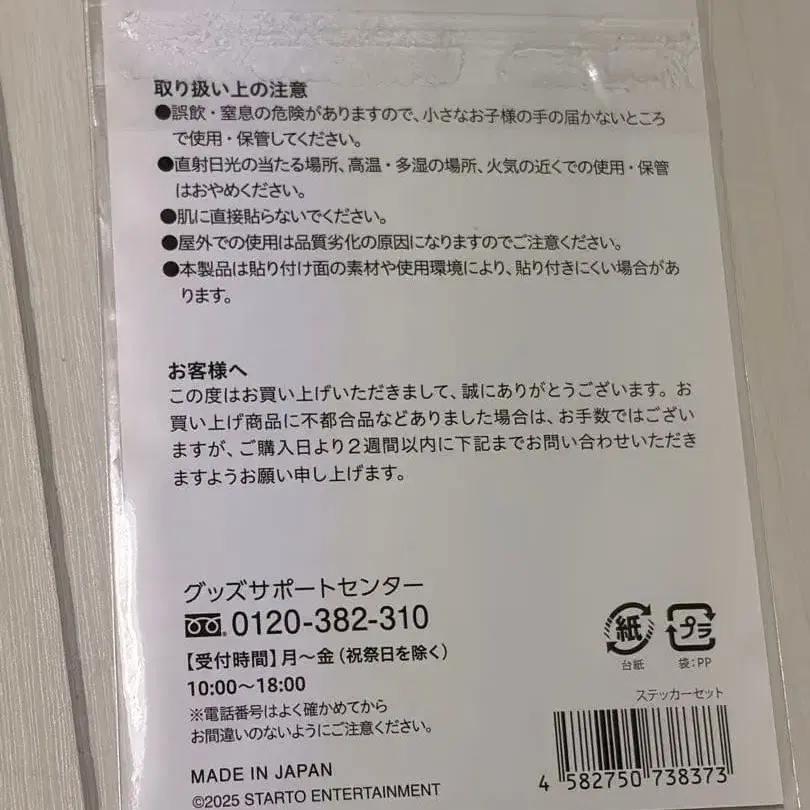 取り扱い上の注意
●誤飲・窒息の危険がありますので、小さなお子様の手の届かないところ
で使用・保管してください。
●直射日光の当たる場所、高温・多湿の場所、火気の近くでの使用・保管
はおやめください。
●肌に直接貼らないでください。
●屋外での使用は品質劣化の原因になりますのでご注意ください。
●本製品は貼り付け面の素材や使用環境により、貼り付きにくい場合があ
ります。
お客様へ
この度はお買い上げいただきまして、誠にありがとうございます。お
買い上げ商品に不都合品などありました場合は、お手数ではござい
ますが、ご購入日より2週間以内に下記までお問い合わせいただき
ますようお願い申し上げます。
グッズサポートセンター
0120-382-310
【受付時間】月～金(祝祭日を除く)
10:00～18:00
※電話番号はよく確かめてから
お間違いのないようにご注意ください。
MADE IN JAPAN
©2025 STARTO ENTERTAINMENT
紙
台紙
プラ
袋:PP
ステッカーセット
4 582750 738373